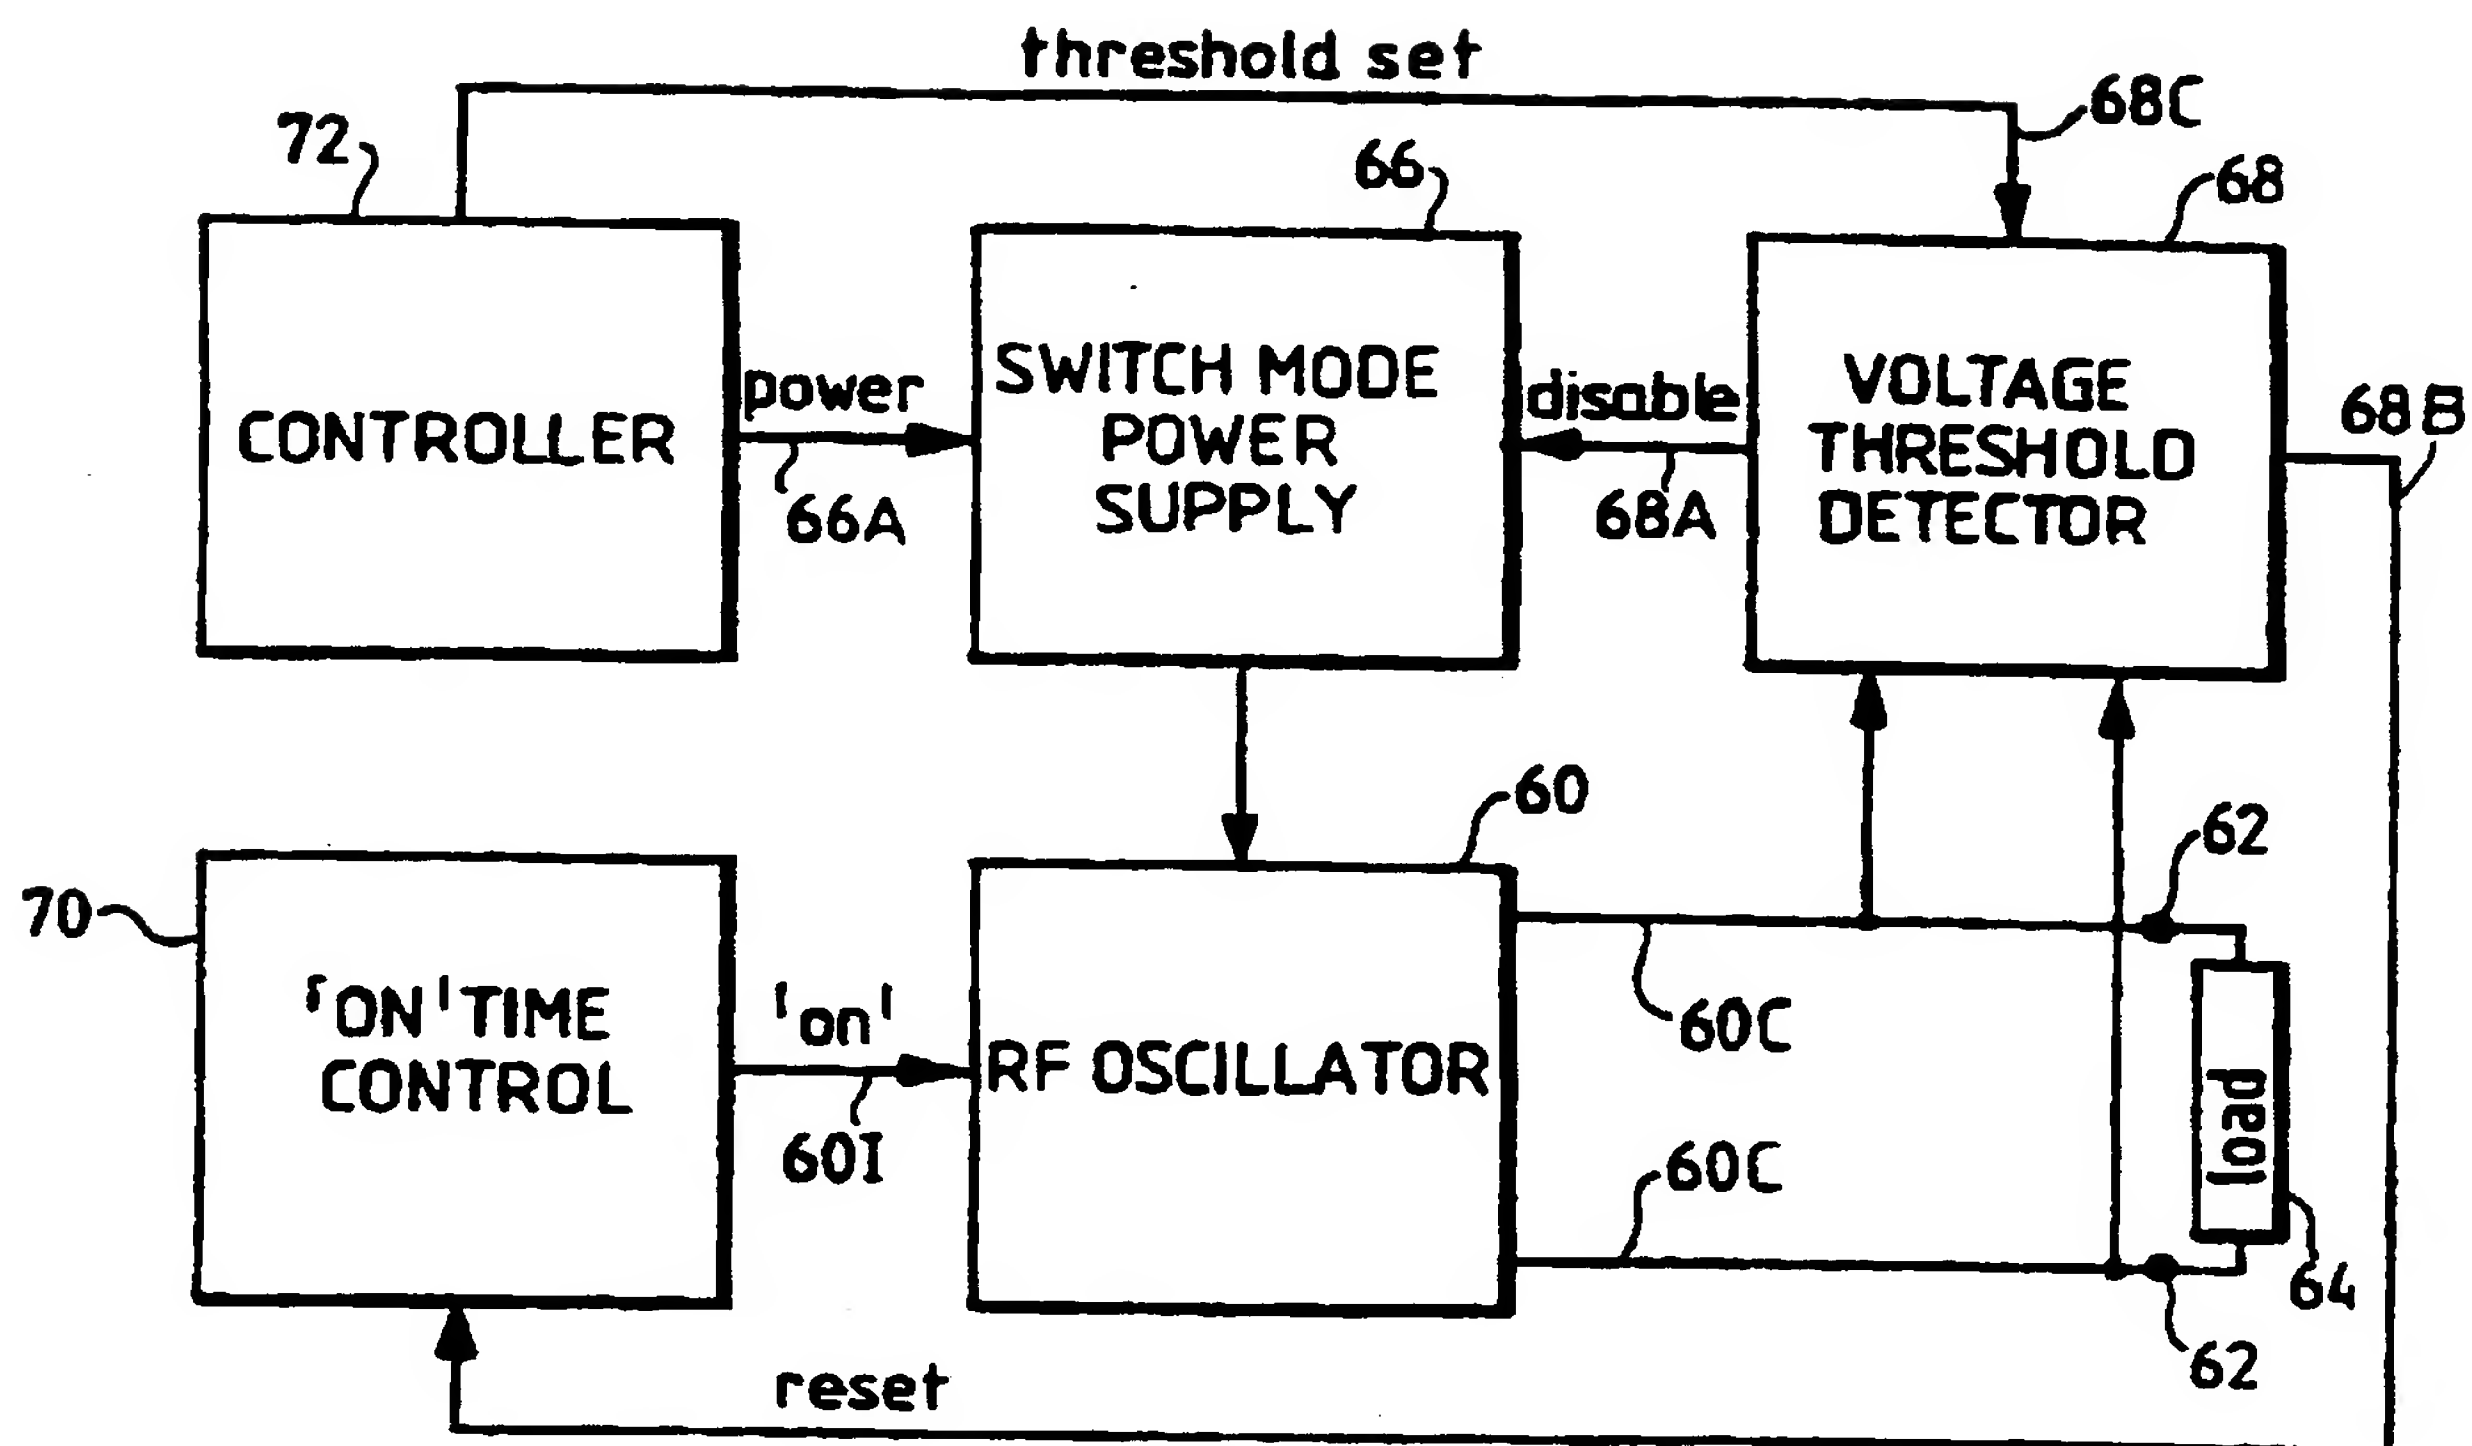 threshold set
68C
72
66
68
CONTROLLER
power
66A
SWITCH MODE
POWER
SUPPLY
disable
68A
VOLTAGE
THRESHOLD
DETECTOR
68B
60
62
70
'ON' TIME
CONTROL
'on'
60I
RF OSCILLATOR
60C
60C
load
64
62
reset